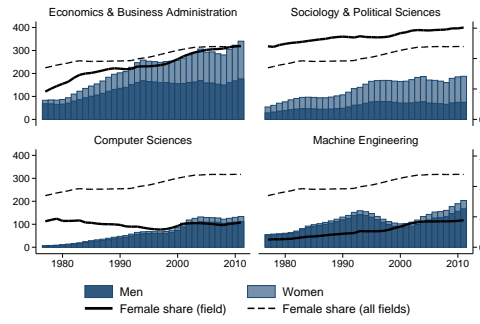 Economics & Business Administration
Sociology & Political Sciences
400
300
200
100
0
Computer Sciences
Machine Engineering
400
300
200
100
0
1980 1990 2000 2010
1980 1990 2000 2010
Men
Women
Female share (field)
Female share (all fields)